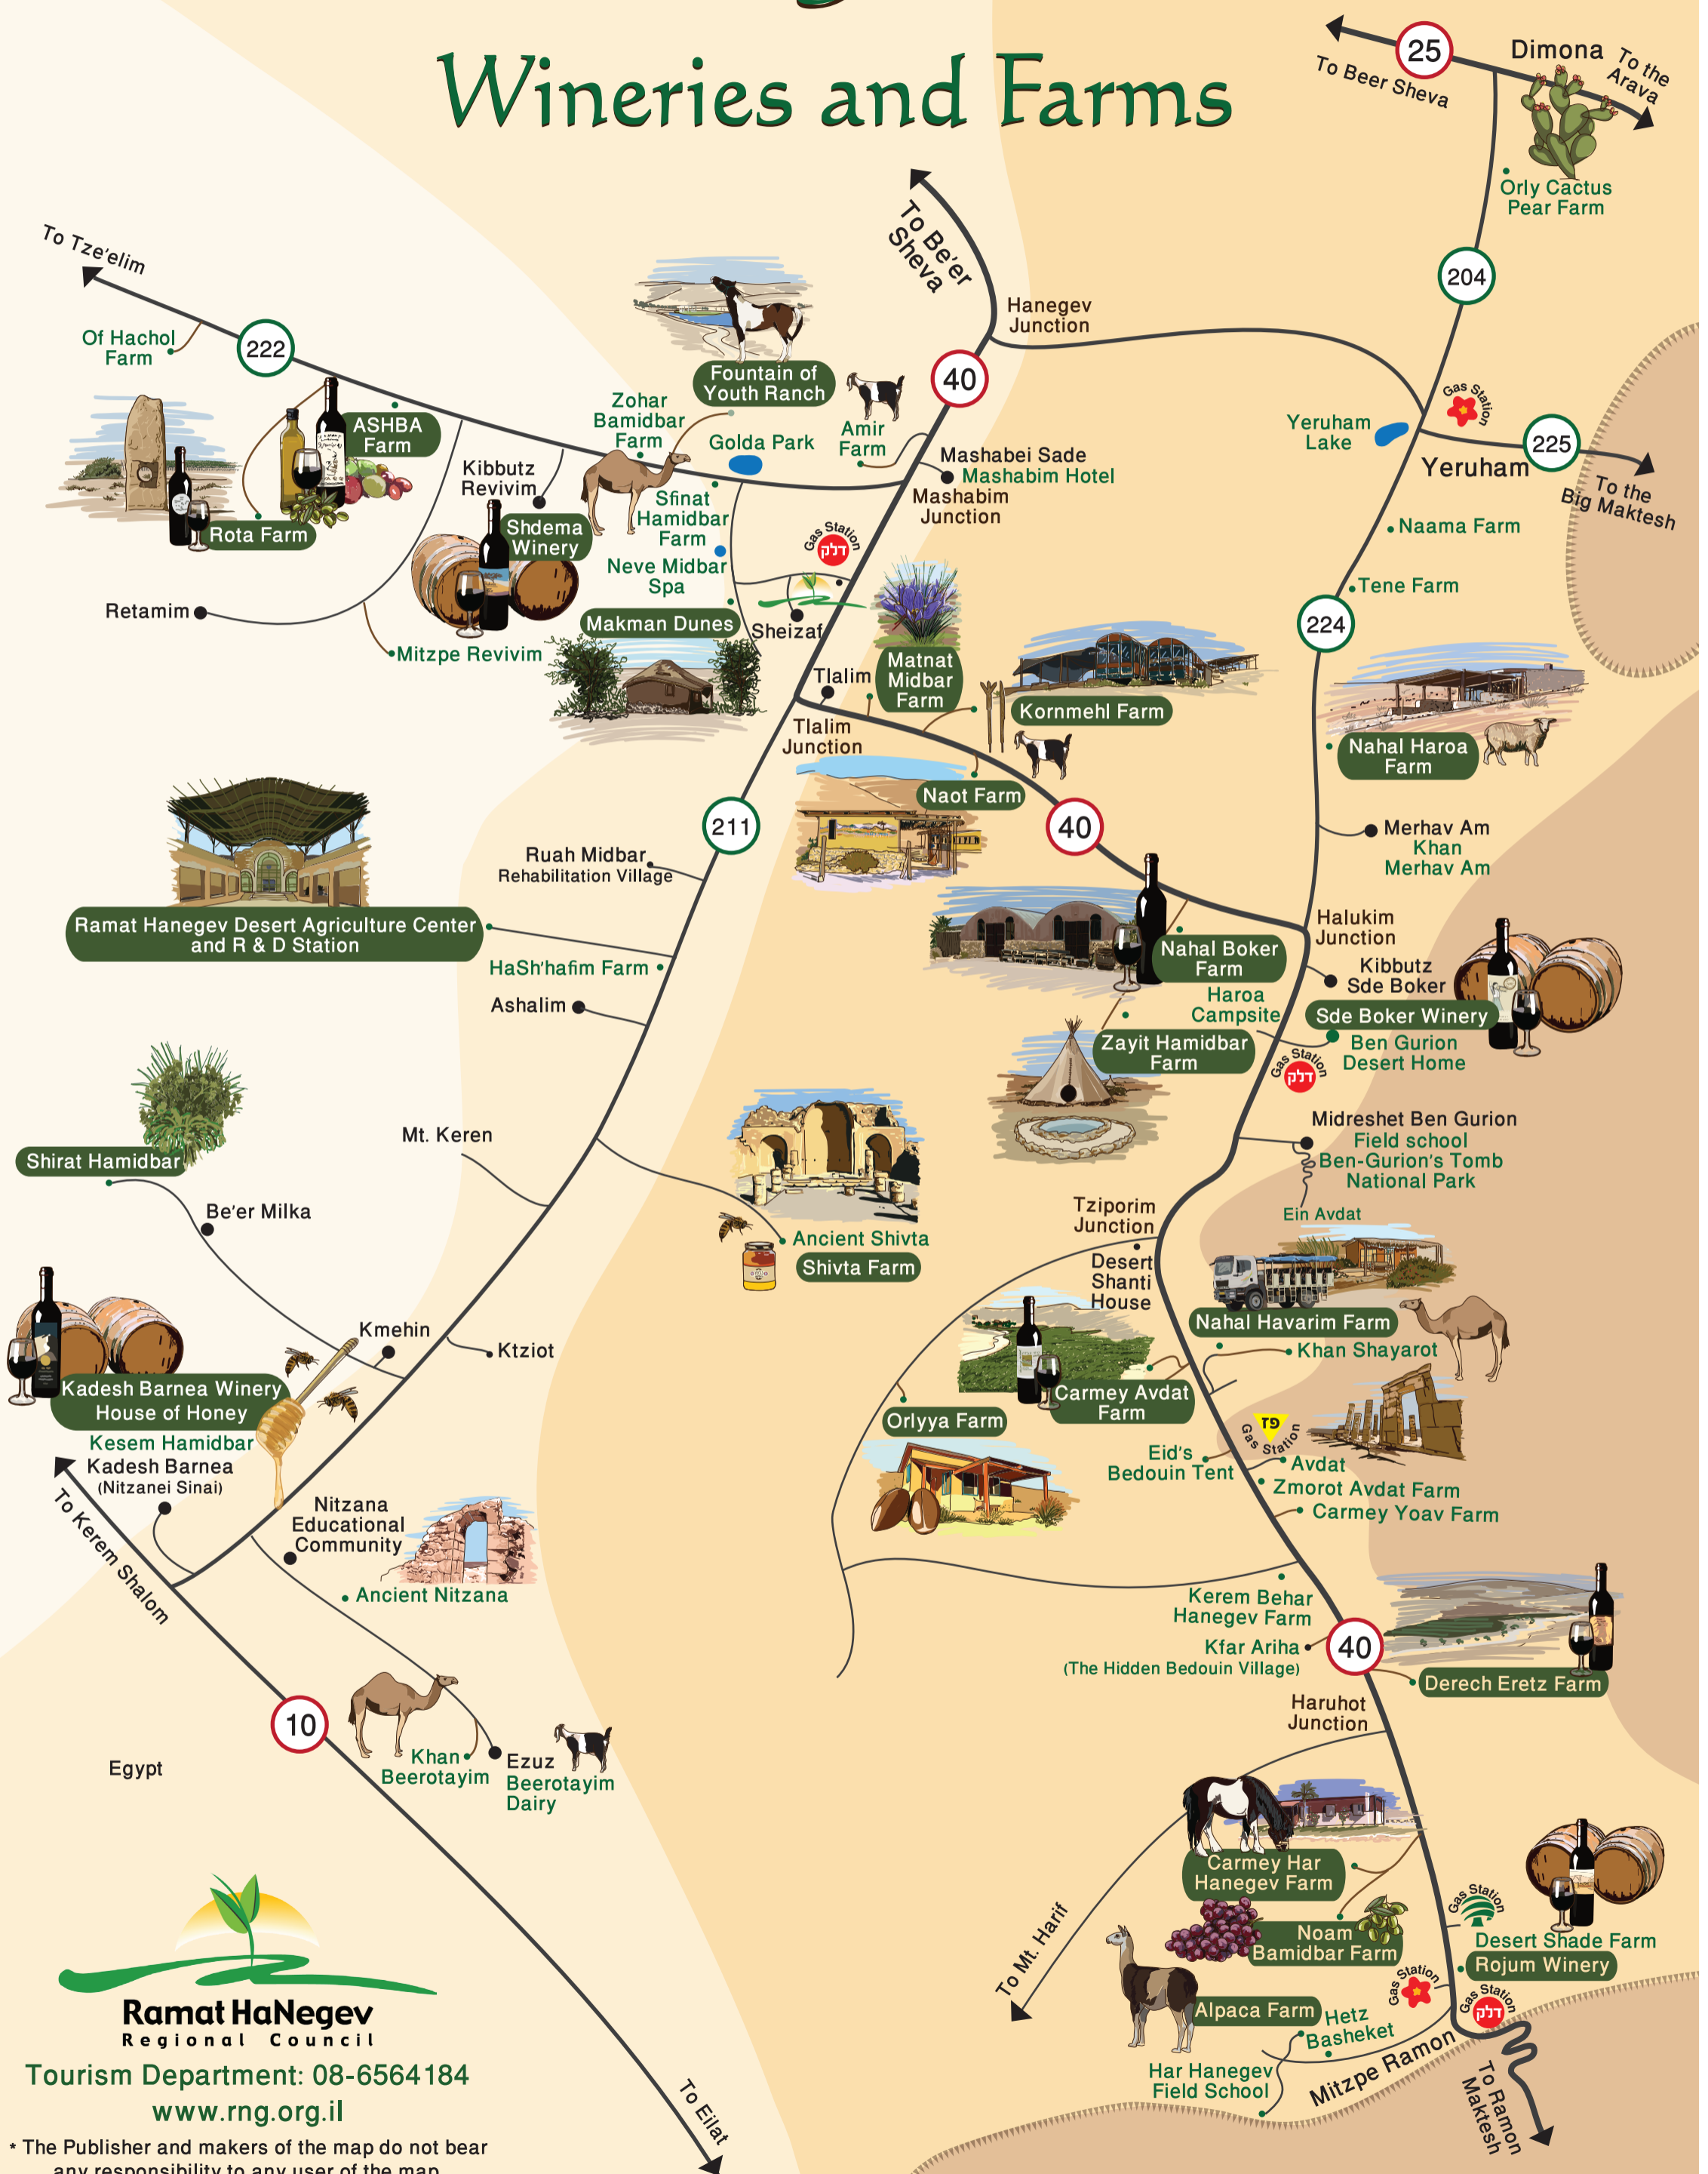 Wineries and Farms
25
Dimona
To Beer Sheva
To the
Arava
Orly Cactus
Pear Farm
204
To Be'er
Sheva
To Tze'elim
Of Hachol
Farm
222
Hanegev
Junction
40
Fountain of
Youth Ranch
Zohar
Bamidbar
Farm
Golda Park
Amir
Farm
ASHBA
Farm
Gas Station
Yeruham
Lake
225
Yeruham
To the
Big Maktesh
Mashabei Sade
Mashabim Hotel
Mashabim
Junction
Kibbutz
Revivim
Sfinat
Hamidbar
Farm
Shdema
Winery
Rota Farm
Gas Station
דלק
Naama Farm
Neve Midbar
Spa
Tene Farm
Retamim
Makman Dunes
Sheizaf
224
Mitzpe Revivim
Matnat
Midbar
Farm
Tlalim
Kornmehl Farm
Tlalim
Junction
Nahal Haroa
Farm
Naot Farm
211
40
Merhav Am
Khan
Merhav Am
Ruah Midbar
Rehabilitation Village
Ramat Hanegev Desert Agriculture Center
and R & D Station
HaSh'hafim Farm
Ashalim
Halukim
Junction
Nahal Boker
Farm
Kibbutz
Sde Boker
Haroa
Campsite
Sde Boker Winery
Ben Gurion
Desert Home
Zayit Hamidbar
Farm
Gas Station
דלק
Mt. Keren
Midreshet Ben Gurion
Field school
Ben-Gurion's Tomb
National Park
Ein Avdat
Shirat Hamidbar
Be'er Milka
Tziporim
Junction
Desert
Shanti
House
Ancient Shivta
Shivta Farm
Nahal Havarim Farm
Khan Shayarot
Kmehin
Ktziot
Kadesh Barnea Winery
House of Honey
Kesem Hamidbar
Kadesh Barnea
(Nitzanei Sinai)
Carmey Avdat
Farm
Orlyya Farm
פז
Gas Station
Eid's
Bedouin Tent
Avdat
Zmorot Avdat Farm
Carmey Yoav Farm
To Kerem Shalom
Nitzana
Educational
Community
Ancient Nitzana
Kerem Behar
Hanegev Farm
Kfar Ariha
(The Hidden Bedouin Village)
40
Derech Eretz Farm
Haruhot
Junction
10
Egypt
Khan
Beerotayim
Ezuz
Beerotayim
Dairy
Carmey Har
Hanegev Farm
Noam
Bamidbar Farm
To Mt. Harif
Gas Station
Desert Shade Farm
Rojum Winery
Gas Station
Gas Station
דלק
Alpaca Farm
Hetz
Basheket
Har Hanegev
Field School
Mitzpe Ramon
To Ramon
Maktesh
To Eilat
Ramat HaNegev
Regional Council
Tourism Department: 08-6564184
www.rng.org.il
* The Publisher and makers of the map do not bear
any responsibility to any user of the map